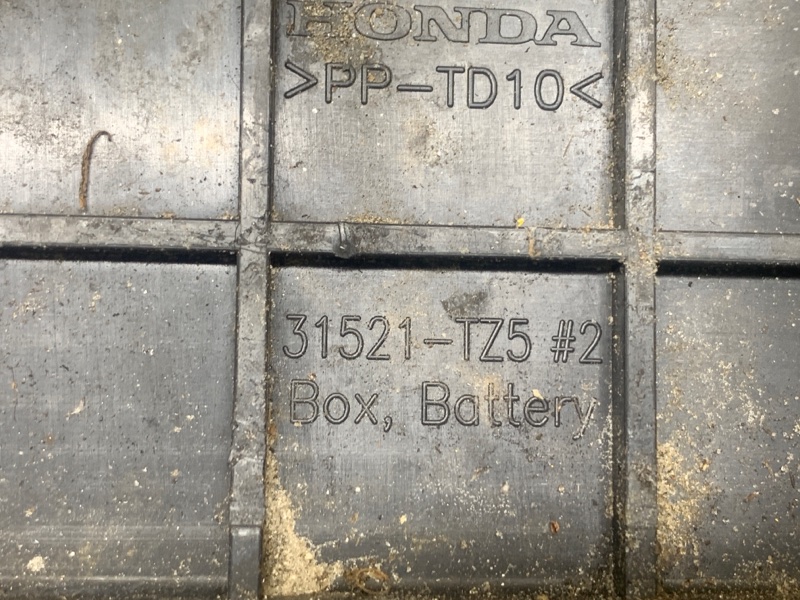 HONDA
>PP-TD10<
31521-TZ5 #2
Box, Battery